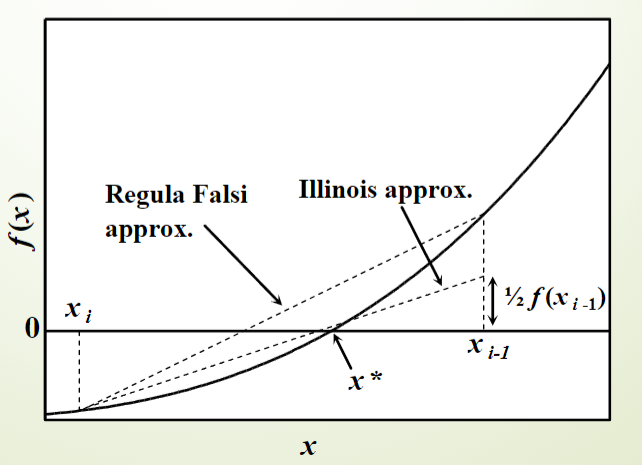 Regula Falsi
approx.
Illinois approx.
f(x)
½ f(x i-1)
x i
0
x i-1
x*
x